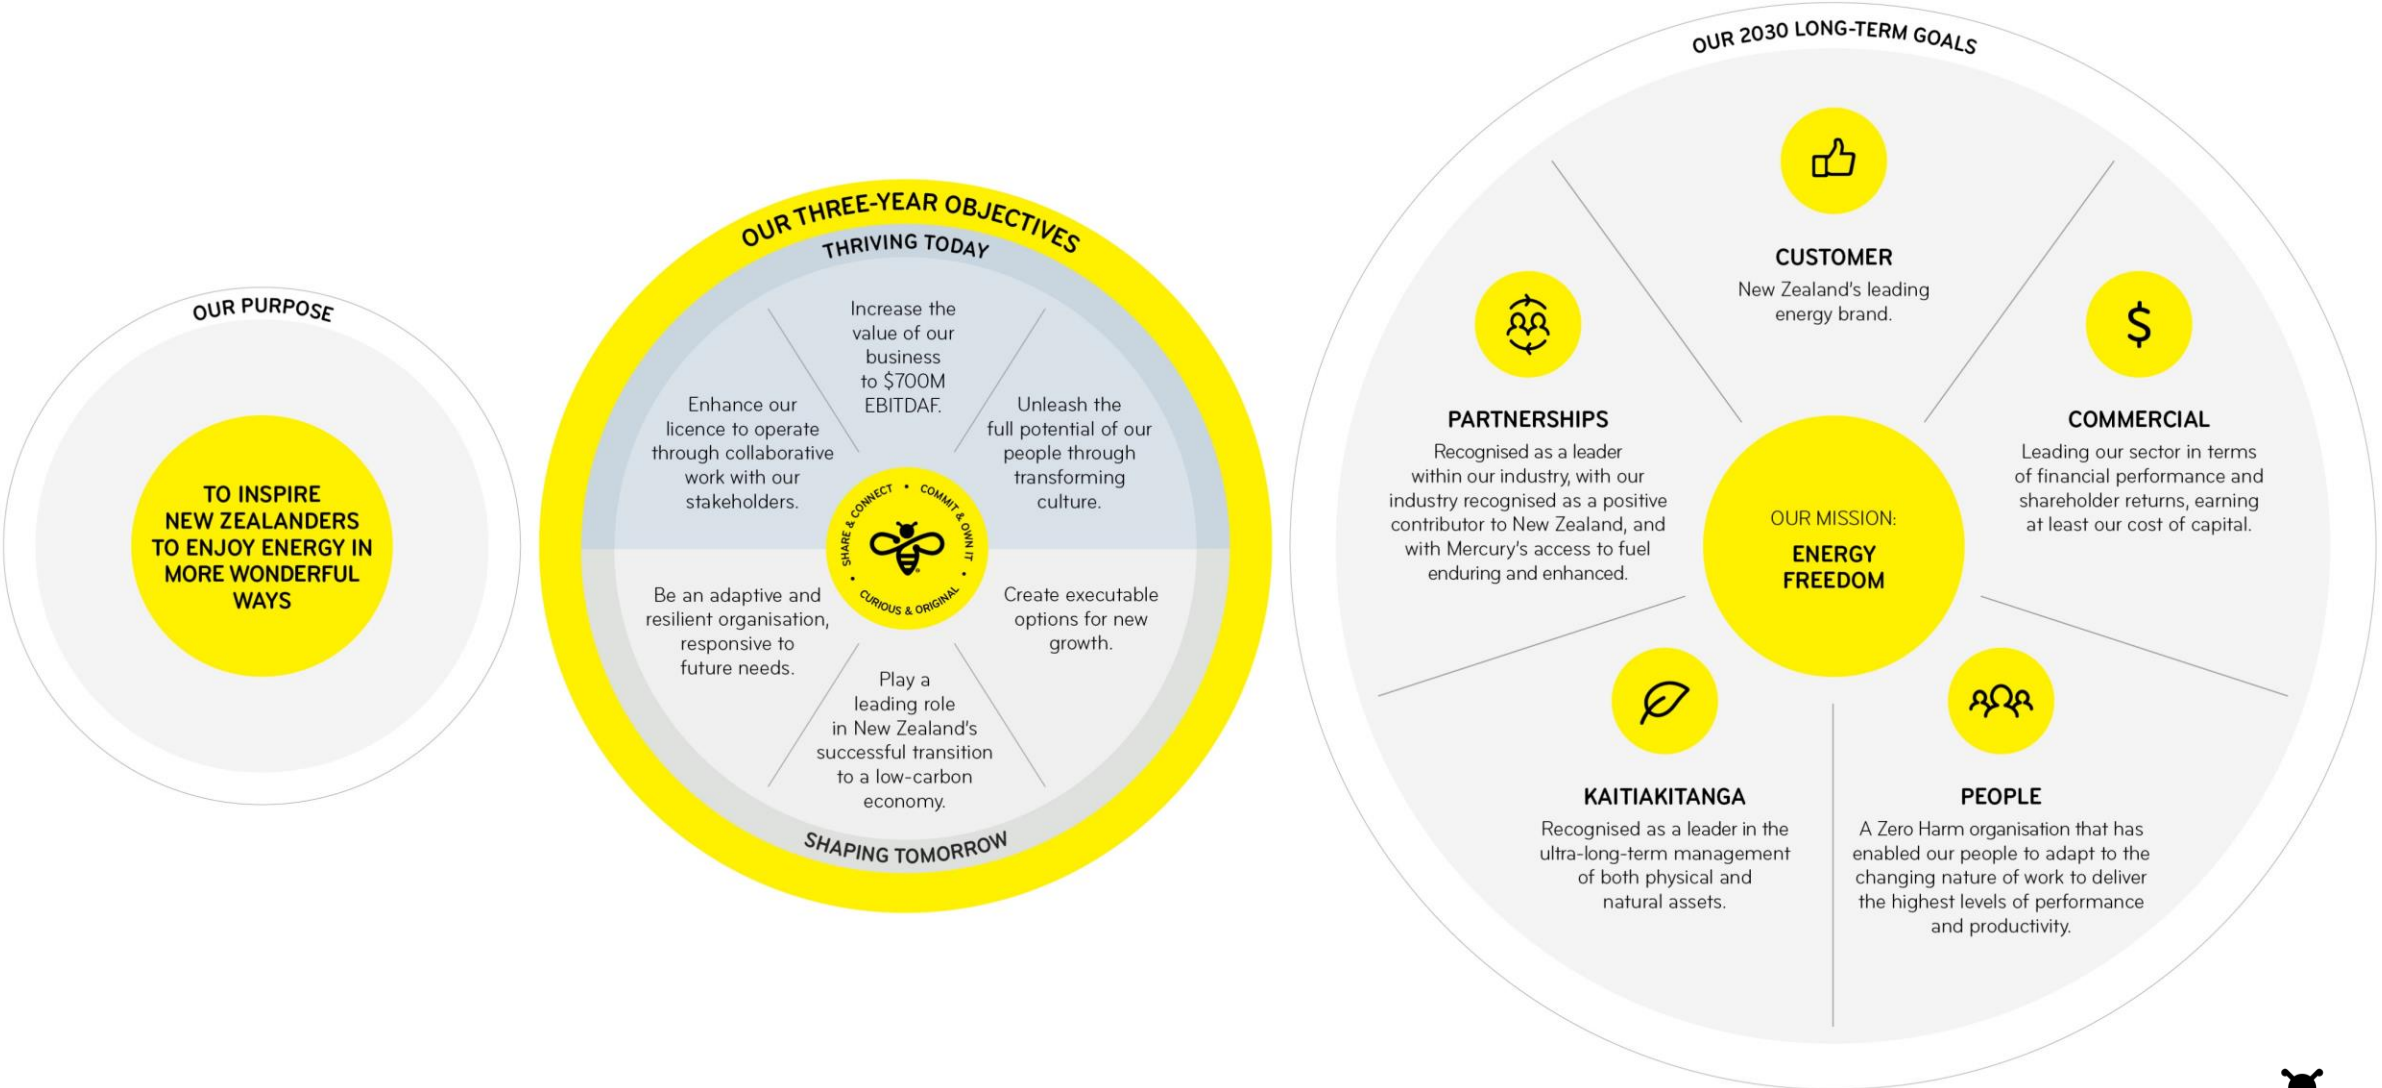 OUR PURPOSE
TO INSPIRE
NEW ZEALANDERS
TO ENJOY ENERGY IN
MORE WONDERFUL
WAYS
OUR THREE-YEAR OBJECTIVES
THRIVING TODAY
Increase the
value of our
business
to $700M
EBITDAF.
Enhance our
licence to operate
through collaborative
work with our
stakeholders.
Unleash the
full potential of our
people through
transforming
culture.
SHARE & CONNECT • COMMIT & OWN IT •
CURIOUS & ORIGINAL •
Be an adaptive and
resilient organisation,
responsive to
future needs.
Create executable
options for new
growth.
Play a
leading role
in New Zealand's
successful transition
to a low-carbon
economy.
SHAPING TOMORROW
OUR 2030 LONG-TERM GOALS
CUSTOMER
New Zealand's leading
energy brand.
$
PARTNERSHIPS
Recognised as a leader
within our industry, with our
industry recognised as a positive
contributor to New Zealand, and
with Mercury's access to fuel
enduring and enhanced.
COMMERCIAL
Leading our sector in terms
of financial performance and
shareholder returns, earning
at least our cost of capital.
OUR MISSION:
ENERGY
FREEDOM
KAITIAKITANGA
Recognised as a leader in the
ultra-long-term management
of both physical and
natural assets.
PEOPLE
A Zero Harm organisation that has
enabled our people to adapt to the
changing nature of work to deliver
the highest levels of performance
and productivity.